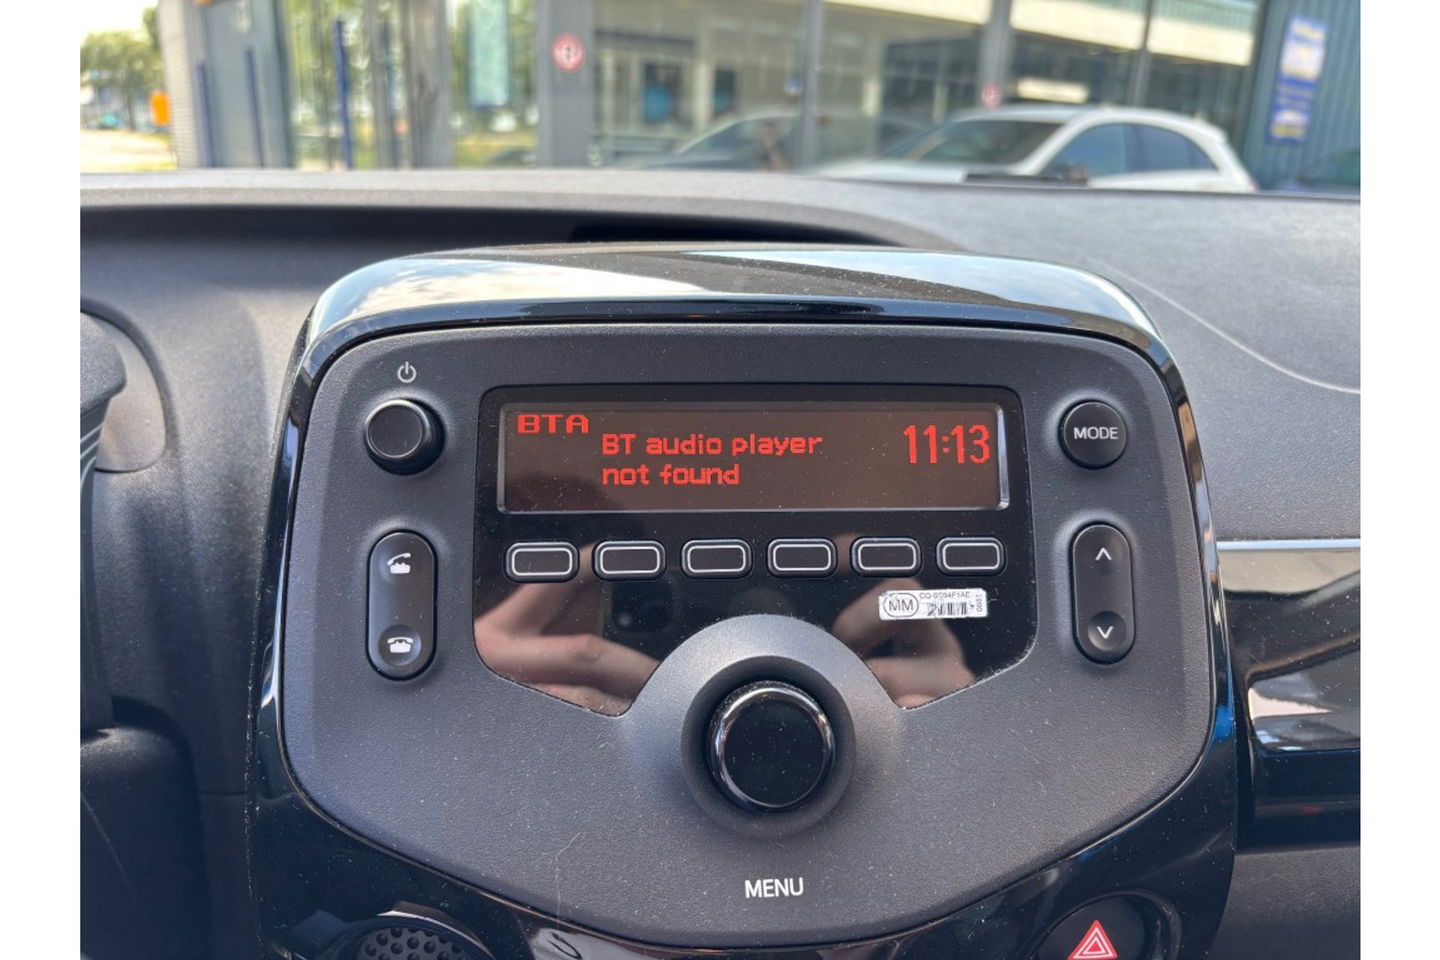 BTA
BT audio player
not found
11:13
MODE
MM
MENU